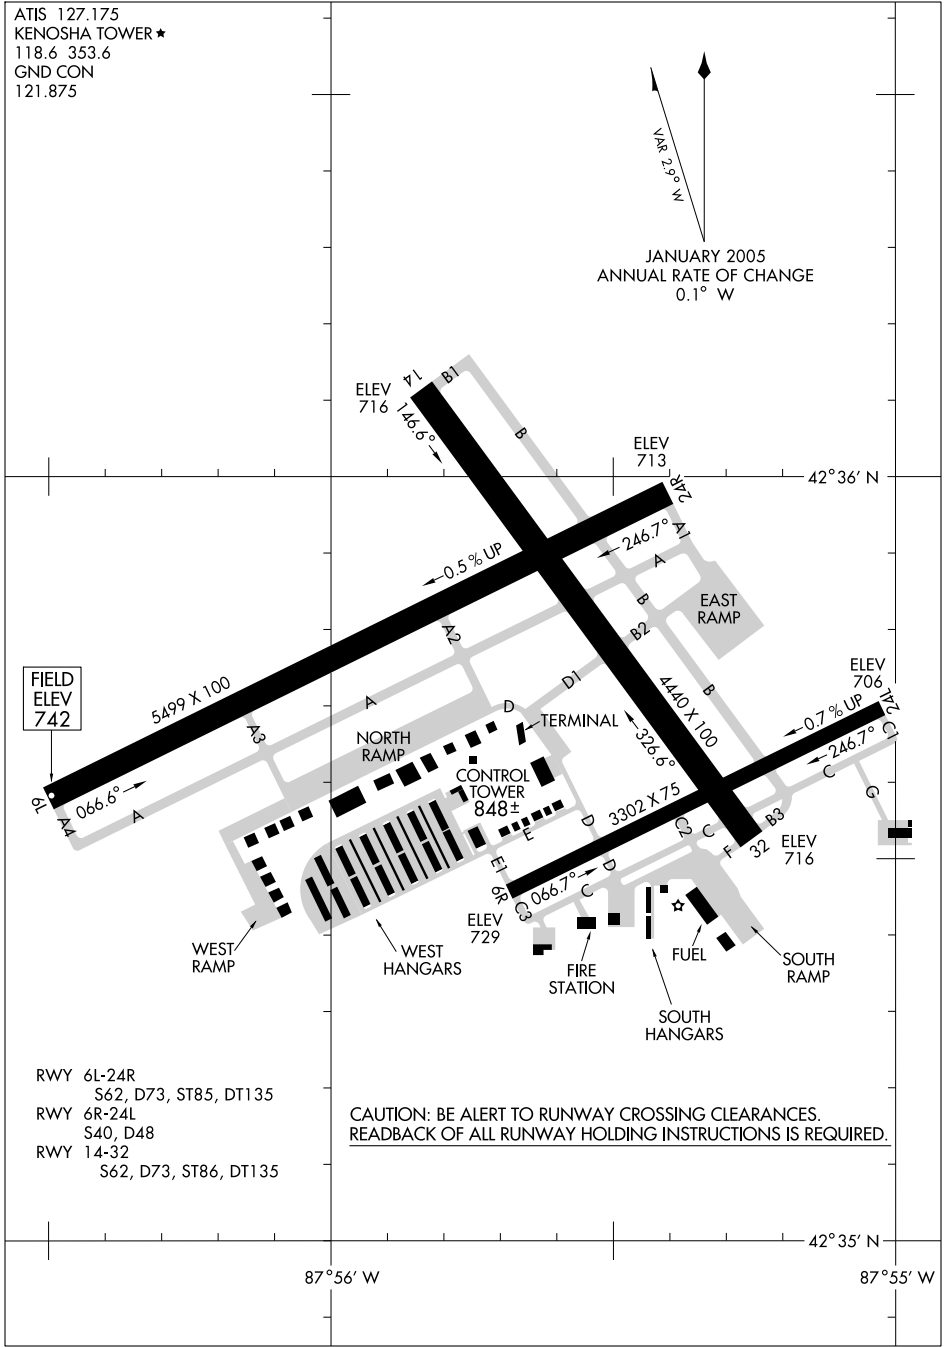 ATIS 127.175
KENOSHA TOWER ★
118.6 353.6
GND CON
121.875
VAR 2.9° W
JANUARY 2005
ANNUAL RATE OF CHANGE
0.1° W
ELEV
716
14
B1
146.6°
B
ELEV
713
24R
42°36' N
A1
246.7°
A
0.5 % UP
EAST
RAMP
B
B2
A2
FIELD
ELEV
742
5499 X 100
A
D1
B
4440 X 100
ELEV
706
24L
D
TERMINAL
0.7 % UP
C1
A3
NORTH
RAMP
326.6°
246.7°
C
6L
066.6°
A4
A
CONTROL
TOWER
848±
3302 X 75
G
E
D
C2
C
B3
F
32
ELEV
716
E1
6R
066.7°
D
C
C3
ELEV
729
WEST
RAMP
WEST
HANGARS
FIRE
STATION
FUEL
SOUTH
RAMP
SOUTH
HANGARS
RWY 6L-24R
S62, D73, ST85, DT135
RWY 6R-24L
S40, D48
RWY 14-32
S62, D73, ST86, DT135
CAUTION: BE ALERT TO RUNWAY CROSSING CLEARANCES.
READBACK OF ALL RUNWAY HOLDING INSTRUCTIONS IS REQUIRED.
42°35' N
87°56' W
87°55' W